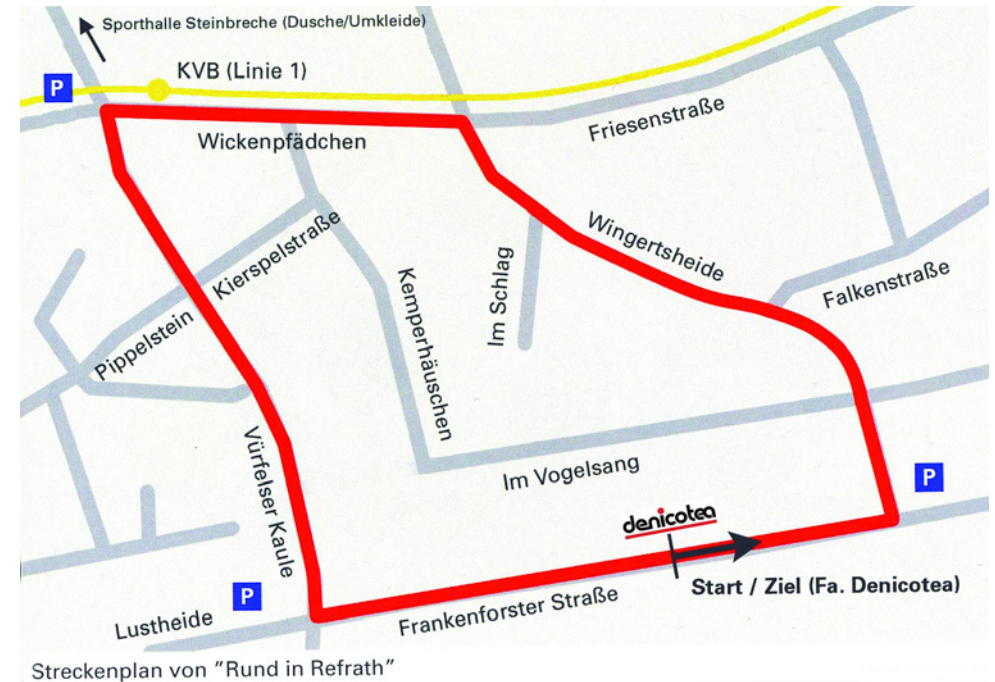 Sporthalle Steinbreche (Dusche/Umkleide)
P
KVB (Linie 1)
Wickenpfädchen
Friesenstraße
Kierspelstraße
Wingertsheide
Im Schlag
Kemperhäuschen
Falkenstraße
Pippelstein
Vürfelser Kaule
Im Vogelsang
P
denicotea
Start / Ziel (Fa. Denicotea)
P
Frankenforster Straße
Lustheide
Streckenplan von "Rund in Refrath"